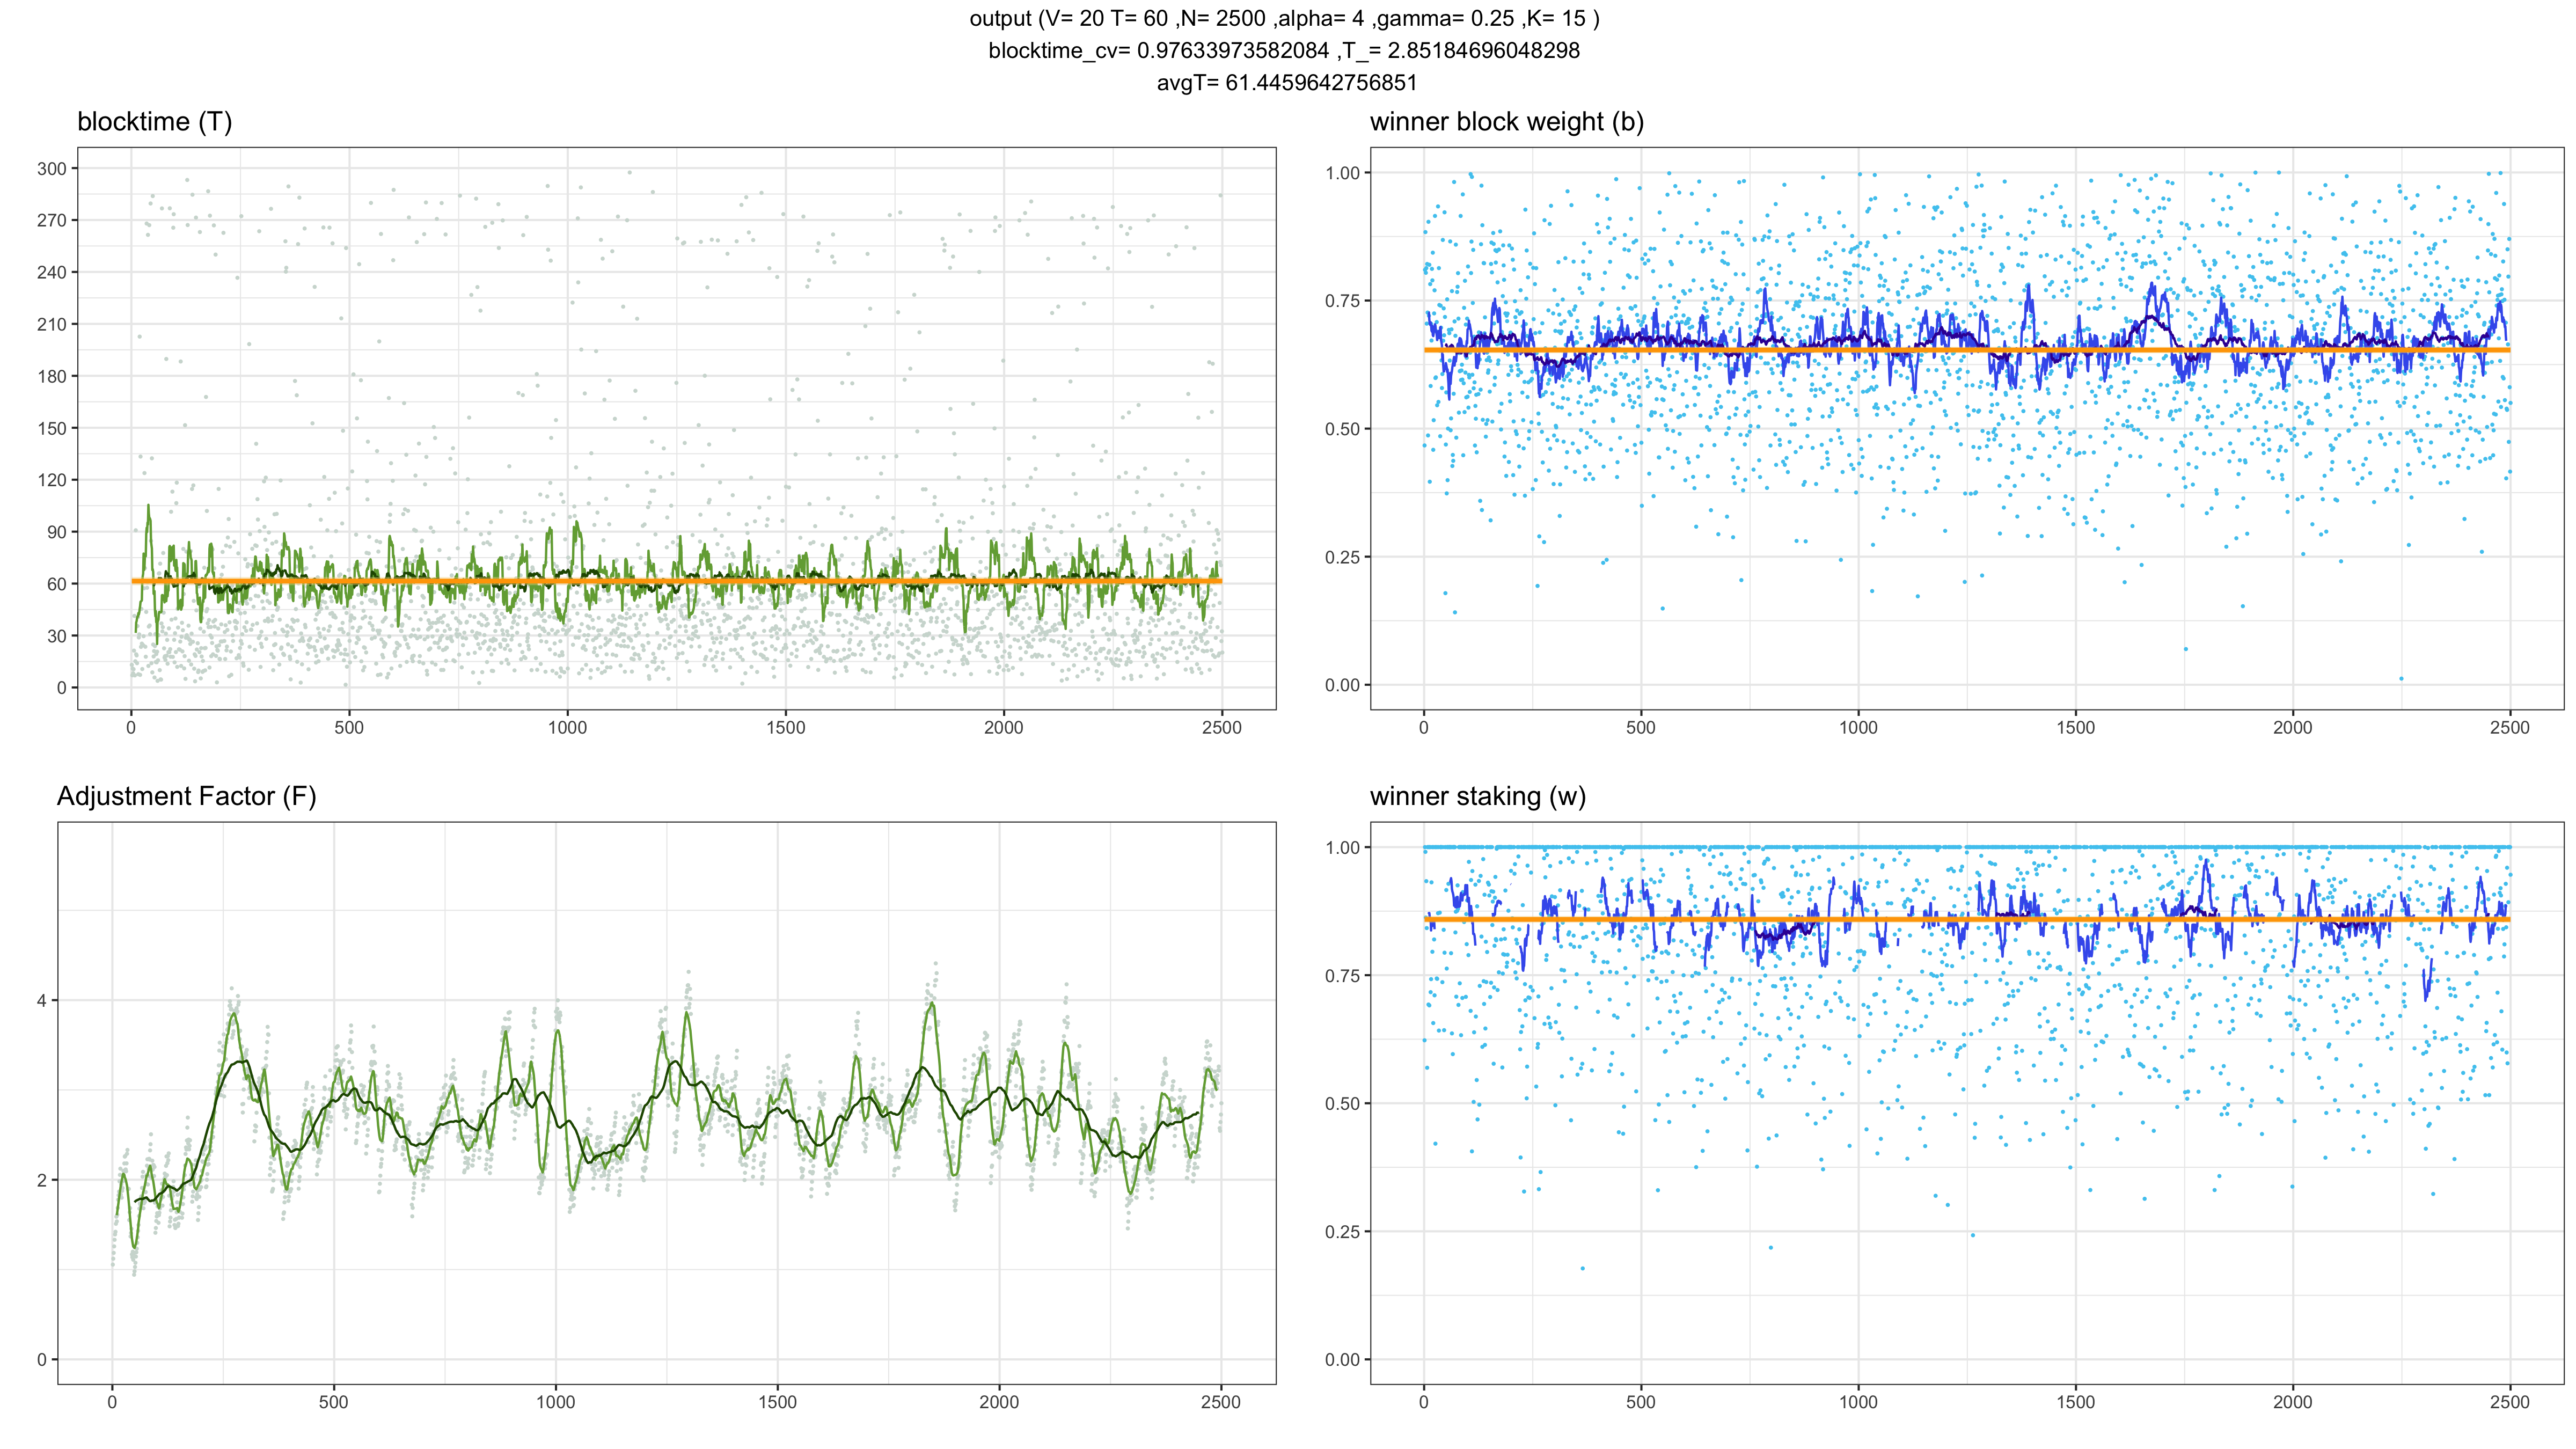 output (V= 20 T= 60 ,N= 2500 ,alpha= 4 ,gamma= 0.25 ,K= 15 )
blocktime_cv= 0.97633973582084 ,T_= 2.85184696048298
avgT= 61.4459642756851
blocktime (T)
300
270
240
210
180
150
120
90
60
30
0
0 500 1000 1500 2000 2500
winner block weight (b)
1.00
0.75
0.50
0.25
0.00
0 500 1000 1500 2000 2500
Adjustment Factor (F)
4
2
0
0 500 1000 1500 2000 2500
winner staking (w)
1.00
0.75
0.50
0.25
0.00
0 500 1000 1500 2000 2500